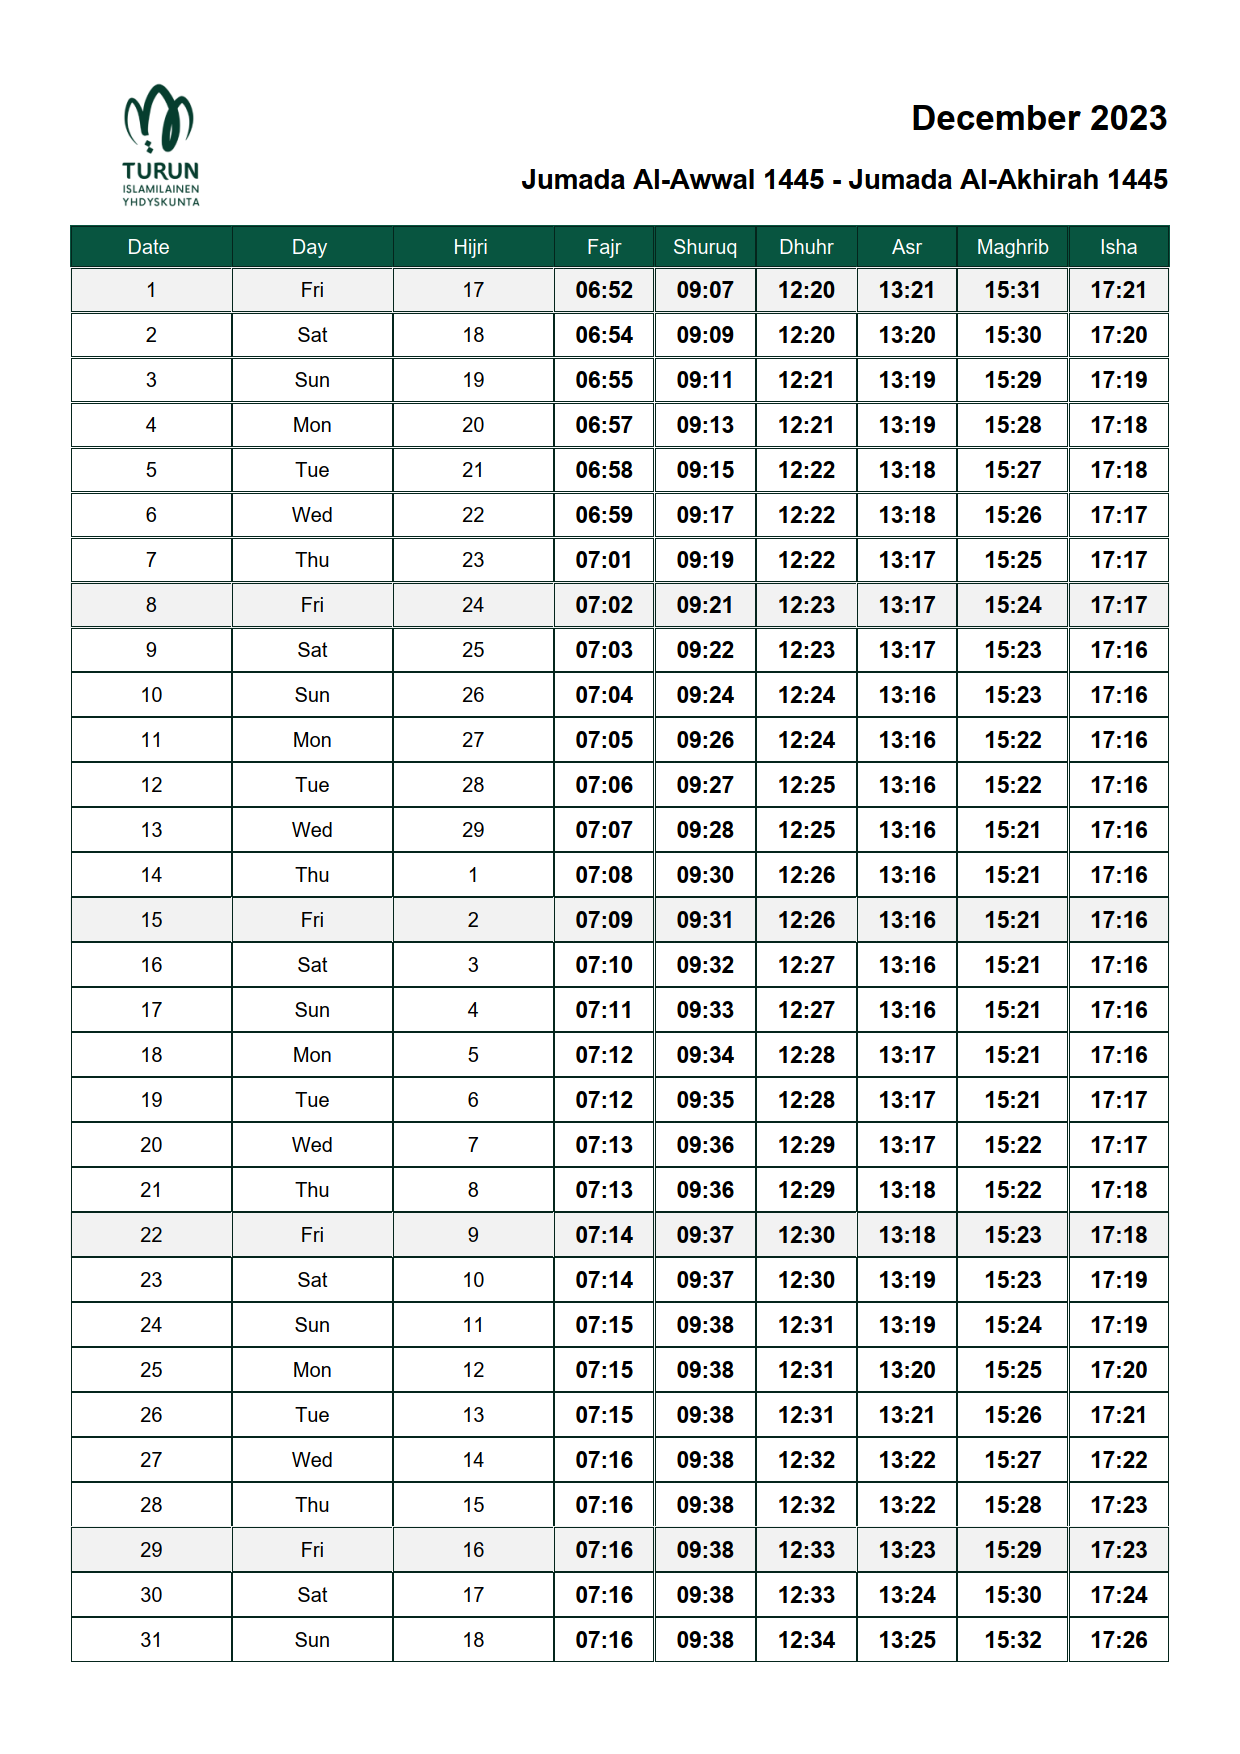 TURUN
ISLAMILAINEN
YHDYSKUNTA
December 2023
Jumada Al-Awwal 1445 - Jumada Al-Akhirah 1445
Date Day Hijri Fajr Shuruq Dhuhr Asr Maghrib Isha
1 Fri 17 06:52 09:07 12:20 13:21 15:31 17:21
2 Sat 18 06:54 09:09 12:20 13:20 15:30 17:20
3 Sun 19 06:55 09:11 12:21 13:19 15:29 17:19
4 Mon 20 06:57 09:13 12:21 13:19 15:28 17:18
5 Tue 21 06:58 09:15 12:22 13:18 15:27 17:18
6 Wed 22 06:59 09:17 12:22 13:18 15:26 17:17
7 Thu 23 07:01 09:19 12:22 13:17 15:25 17:17
8 Fri 24 07:02 09:21 12:23 13:17 15:24 17:17
9 Sat 25 07:03 09:22 12:23 13:17 15:23 17:16
10 Sun 26 07:04 09:24 12:24 13:16 15:23 17:16
11 Mon 27 07:05 09:26 12:24 13:16 15:22 17:16
12 Tue 28 07:06 09:27 12:25 13:16 15:22 17:16
13 Wed 29 07:07 09:28 12:25 13:16 15:21 17:16
14 Thu 1 07:08 09:30 12:26 13:16 15:21 17:16
15 Fri 2 07:09 09:31 12:26 13:16 15:21 17:16
16 Sat 3 07:10 09:32 12:27 13:16 15:21 17:16
17 Sun 4 07:11 09:33 12:27 13:16 15:21 17:16
18 Mon 5 07:12 09:34 12:28 13:17 15:21 17:16
19 Tue 6 07:12 09:35 12:28 13:17 15:21 17:17
20 Wed 7 07:13 09:36 12:29 13:17 15:22 17:17
21 Thu 8 07:13 09:36 12:29 13:18 15:22 17:18
22 Fri 9 07:14 09:37 12:30 13:18 15:23 17:18
23 Sat 10 07:14 09:37 12:30 13:19 15:23 17:19
24 Sun 11 07:15 09:38 12:31 13:19 15:24 17:19
25 Mon 12 07:15 09:38 12:31 13:20 15:25 17:20
26 Tue 13 07:15 09:38 12:31 13:21 15:26 17:21
27 Wed 14 07:16 09:38 12:32 13:22 15:27 17:22
28 Thu 15 07:16 09:38 12:32 13:22 15:28 17:23
29 Fri 16 07:16 09:38 12:33 13:23 15:29 17:23
30 Sat 17 07:16 09:38 12:33 13:24 15:30 17:24
31 Sun 18 07:16 09:38 12:34 13:25 15:32 17:26